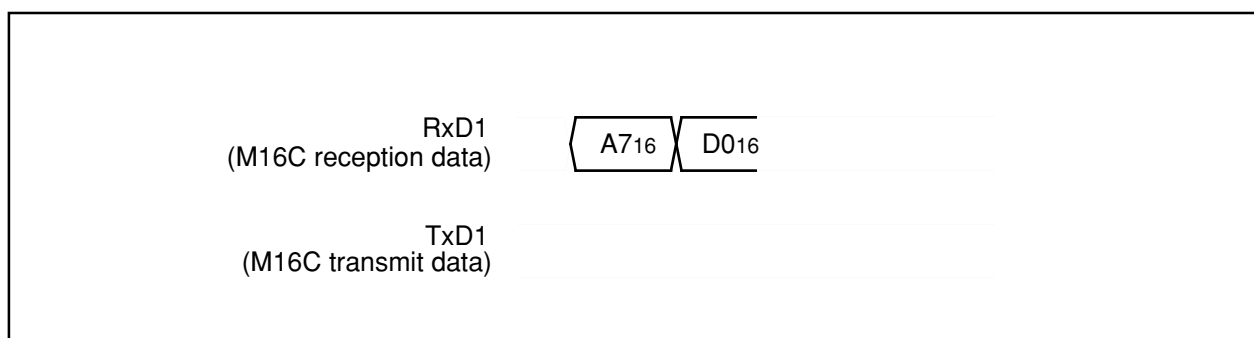 RxD1
(M16C reception data)
A716 D016
TxD1
(M16C transmit data)